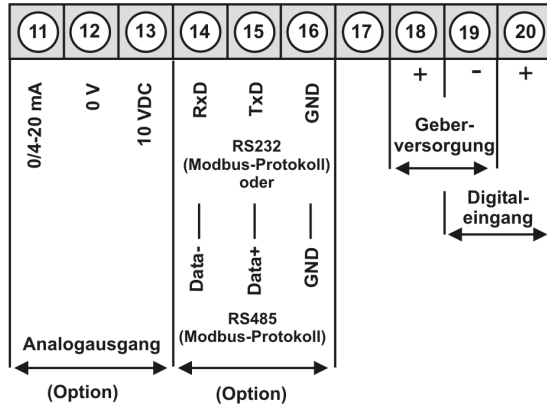 11 12 13 14 15 16 17 18 19 20
0/4-20 mA
0 V
10 VDC
RxD
TxD
GND
RS232
(Modbus-Protokoll)
oder
Data-
Data+
GND
RS485
(Modbus-Protokoll)
Analogausgang
(Option)
(Option)
+ - +
Geber-
versorgung
Digital-
eingang